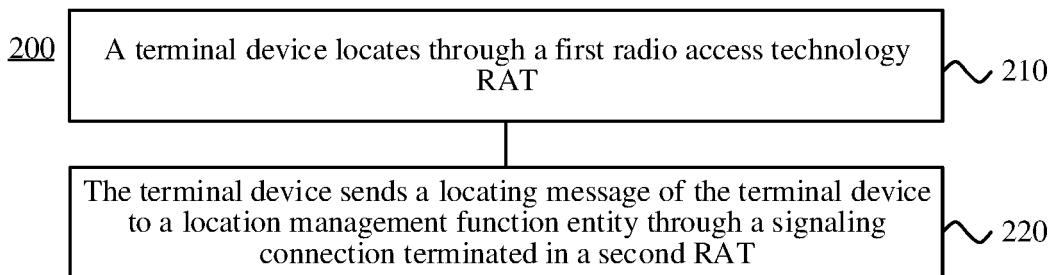 200
A terminal device locates through a first radio access technology
RAT
210
The terminal device sends a locating message of the terminal device
to a location management function entity through a signaling
connection terminated in a second RAT
220